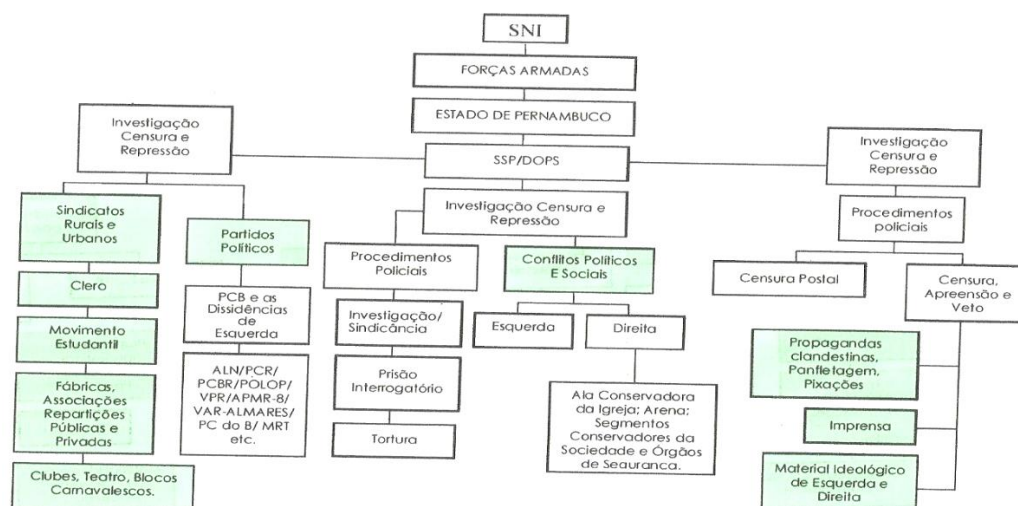 SNI
FORÇAS ARMADAS
ESTADO DE PERNAMBUCO
SSP/DOPS
Investigação
Censura e
Repressão
Sindicatos
Rurais e
Urbanos
Clero
Movimento
Estudantil
Fábricas,
Associações
Repartições
Públicas e
Privadas
Clubes, Teatro, Blocos
Carnavalescos.
Partidos
Políticos
PCB e as
Dissidências de
Esquerda
ALN/PCR/
PCBR/POLOP/
VPR/APMR-8/
VAR-ALMARES/
PC do B/ MRT
etc.
Investigação Censura e
Repressão
Procedimentos
Policiais
Investigação/
Sindicância
Prisão
Interrogatório
Tortura
Conflitos Políticos
E Sociais
Esquerda
Direita
Ala Conservadora
da Igreja; Arena;
Segmentos
Conservadores da
Sociedade e Órgãos
de Seaurança.
Investigação
Censura e
Repressão
Procedimentos
policiais
Censura Postal
Censura,
Apreensão e
Veto
Propagandas
clandestinas,
Panfletagem,
Pixações
Imprensa
Material Ideológico
de Esquerda e
Direita